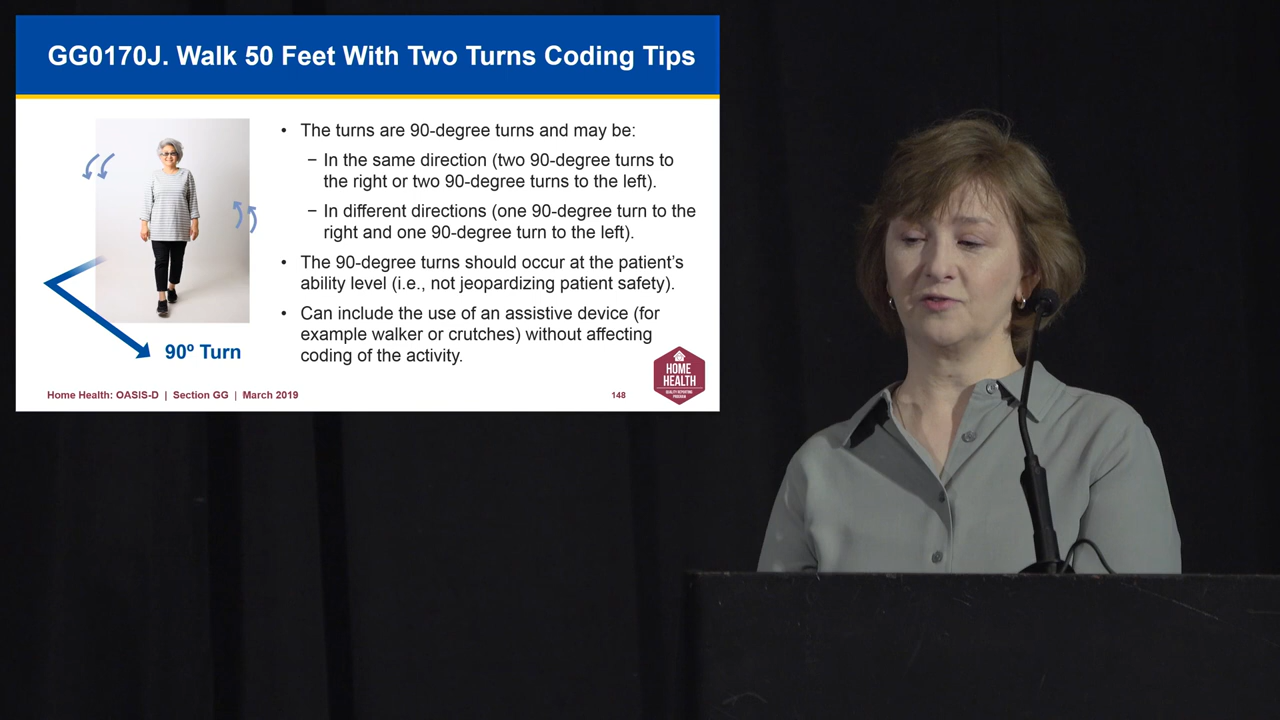 GG0170J. Walk 50 Feet With Two Turns Coding Tips
• The turns are 90-degree turns and may be:
− In the same direction (two 90-degree turns to
the right or two 90-degree turns to the left).
− In different directions (one 90-degree turn to the
right and one 90-degree turn to the left).
• The 90-degree turns should occur at the patient’s
ability level (i.e., not jeopardizing patient safety).
• Can include the use of an assistive device (for
example walker or crutches) without affecting
coding of the activity.
90º Turn
HOME
HEALTH
QUALITY REPORTING
PROGRAM
Home Health: OASIS-D | Section GG | March 2019
148